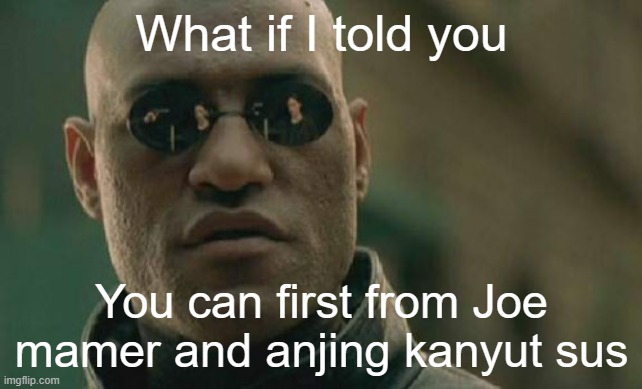 What if I told you
You can first from Joe
mamer and anjing kanyut sus
imgflip.com